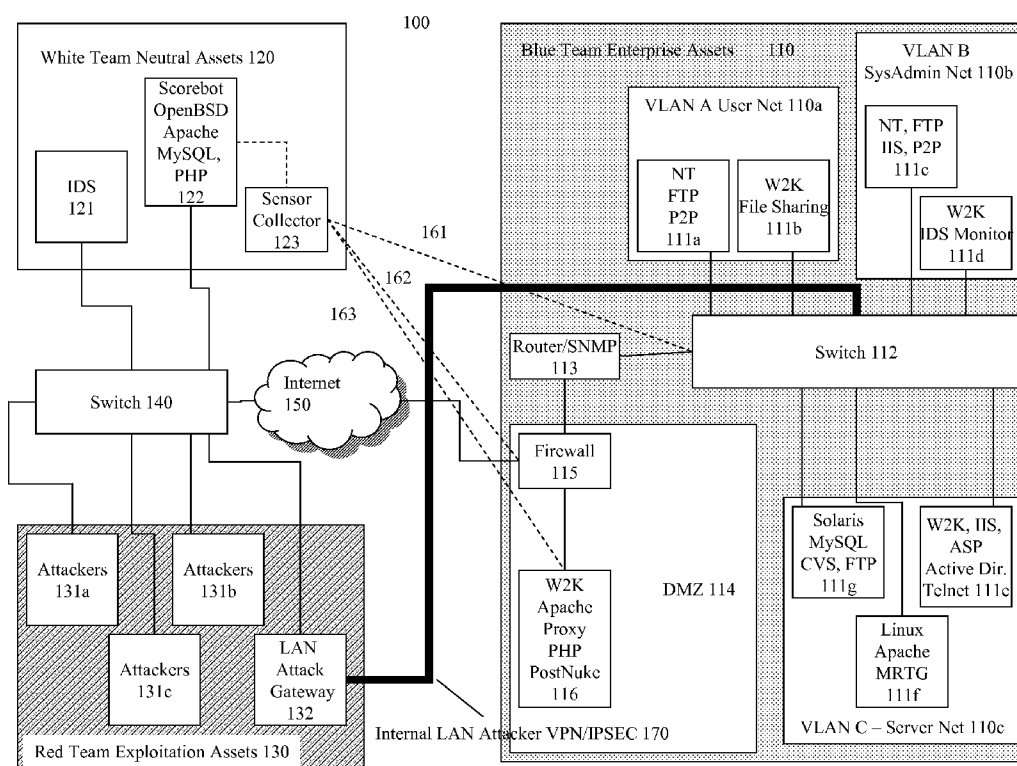 100
White Team Neutral Assets 120
Scorebot
OpenBSD
Apache
MySQL,
PHP
122
IDS
121
Sensor
Collector
123
161
162
163
Blue Team Enterprise Assets 110
VLAN A User Net 110a
NT
FTP
P2P
111a
W2K
File Sharing
111b
VLAN B
SysAdmin Net 110b
NT, FTP
IIS, P2P
111c
W2K
IDS Monitor
111d
Router/SNMP
113
Switch 112
Switch 140
Internet
150
Firewall
115
DMZ 114
W2K
Apache
Proxy
PHP
PostNuke
116
Solaris
MySQL
CVS, FTP
111g
W2K, IIS,
ASP
Active Dir.
Telnet 111e
Linux
Apache
MRTG
111f
VLAN C – Server Net 110c
Attackers
131a
Attackers
131b
Attackers
131c
LAN
Attack
Gateway
132
Internal LAN Attacker VPN/IPSEC 170
Red Team Exploitation Assets 130